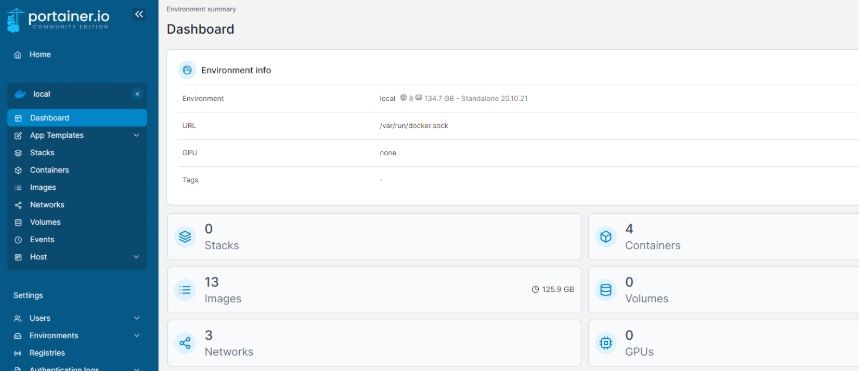 portainer.io
COMMUNITY EDITION
Home
local
Dashboard
App Templates
Stacks
Containers
Images
Networks
Volumes
Events
Host
Settings
Users
Environments
Registries
Authentication logs
Environment summary
Dashboard
Environment info
Environment local 8 134.7 GB - Standalone 20.10.21
URL /var/run/docker.sock
GPU none
Tags -
0
Stacks
4
Containers
13
Images
125.9 GB
0
Volumes
3
Networks
0
GPUs